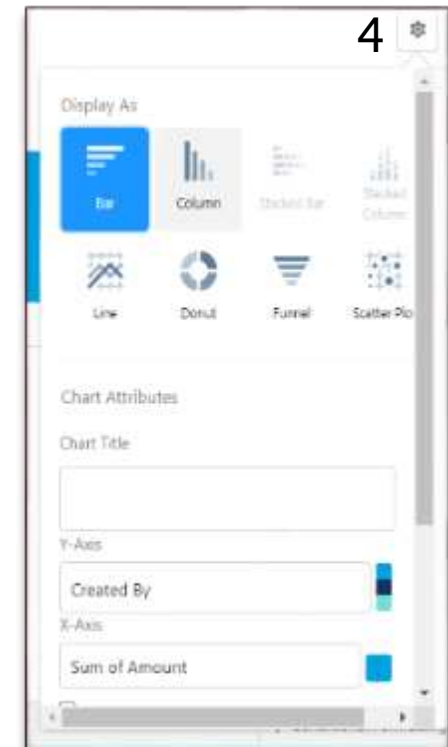 4
Display As
Bar
Column
Stacked Bar
Stacked Column
Line
Donut
Funnel
Scatter Plo
Chart Attributes
Chart Title
Y-Axis
Created By
X-Axis
Sum of Amount